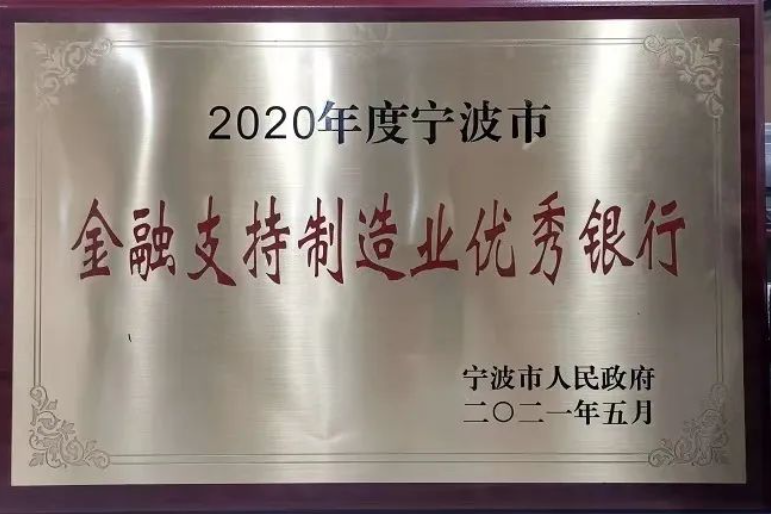 2020年度宁波市
金融支持制造业优秀银行
宁波市人民政府
二〇二一年五月